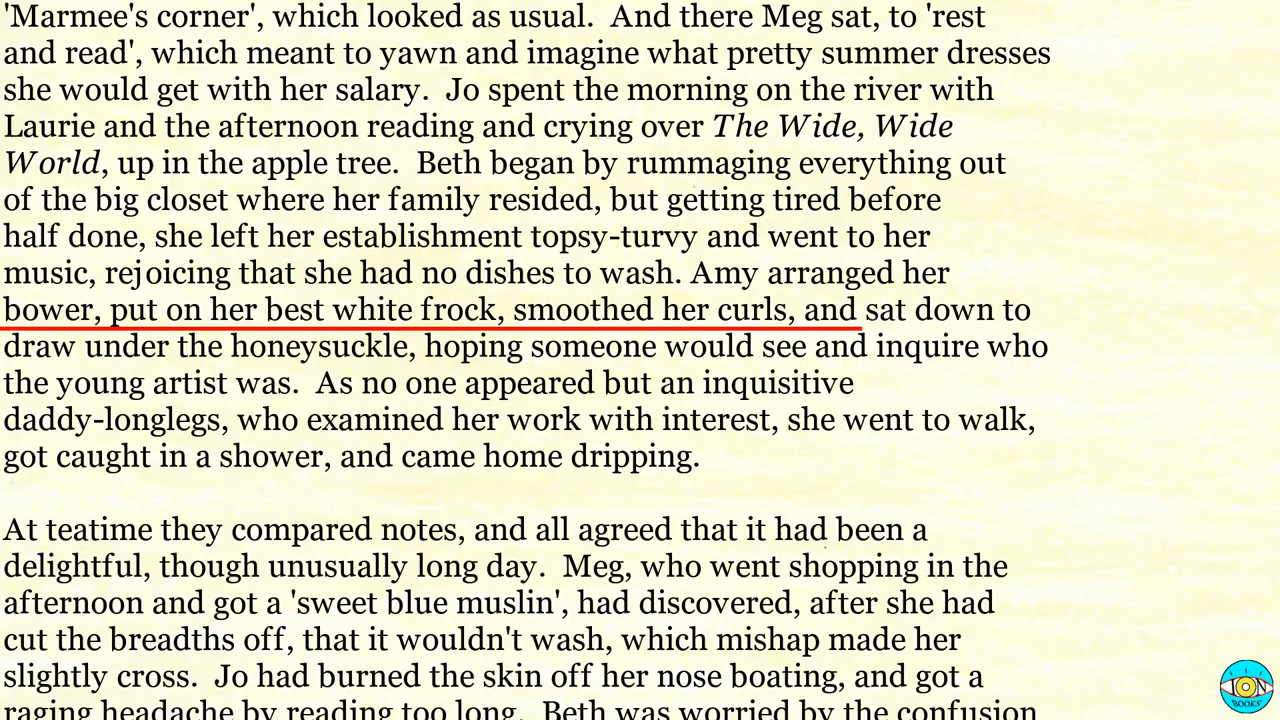 'Marmee's corner', which looked as usual.  And there Meg sat, to 'rest
and read', which meant to yawn and imagine what pretty summer dresses
she would get with her salary.  Jo spent the morning on the river with
Laurie and the afternoon reading and crying over The Wide, Wide
World, up in the apple tree.  Beth began by rummaging everything out
of the big closet where her family resided, but getting tired before
half done, she left her establishment topsy-turvy and went to her
music, rejoicing that she had no dishes to wash. Amy arranged her
bower, put on her best white frock, smoothed her curls, and sat down to
draw under the honeysuckle, hoping someone would see and inquire who
the young artist was.  As no one appeared but an inquisitive
daddy-longlegs, who examined her work with interest, she went to walk,
got caught in a shower, and came home dripping.
At teatime they compared notes, and all agreed that it had been a
delightful, though unusually long day.  Meg, who went shopping in the
afternoon and got a 'sweet blue muslin', had discovered, after she had
cut the breadths off, that it wouldn't wash, which mishap made her
slightly cross.  Jo had burned the skin off her nose boating, and got a
raging headache by reading too long.  Beth was worried by the confusion
ION
BOOKS